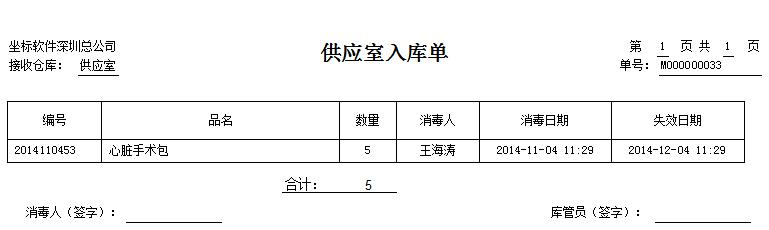 坐标软件深圳总公司
供应室入库单
第 1 页 共 1 页
接收仓库： 供应室
单号： M000000033
编号 品名 数量 消毒人 消毒日期 失效日期
2014110453 心脏手术包 5 王海涛 2014-11-04 11:29 2014-12-04 11:29
合计： 5
消毒人（签字）： 库管员（签字）：